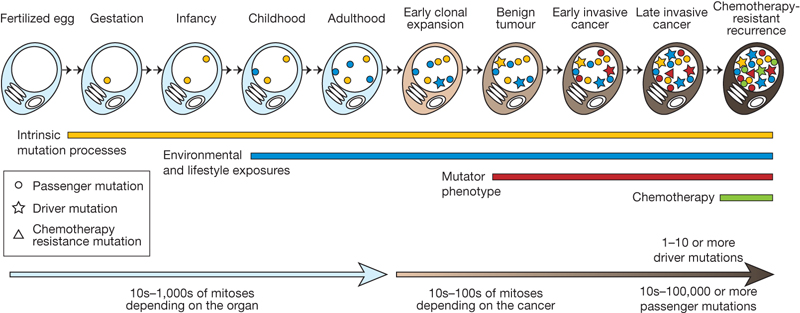 Fertilized egg
Gestation
Infancy
Childhood
Adulthood
Early clonal
expansion
Benign
tumour
Early invasive
cancer
Late invasive
cancer
Chemotherapy-
resistant
recurrence
Intrinsic
mutation processes
Environmental
and lifestyle exposures
Mutator
phenotype
Chemotherapy
Passenger mutation
Driver mutation
Chemotherapy
resistance mutation
1–10 or more
driver mutations
10s–1,000s of mitoses
depending on the organ
10s–100s of mitoses
depending on the cancer
10s–100,000 or more
passenger mutations